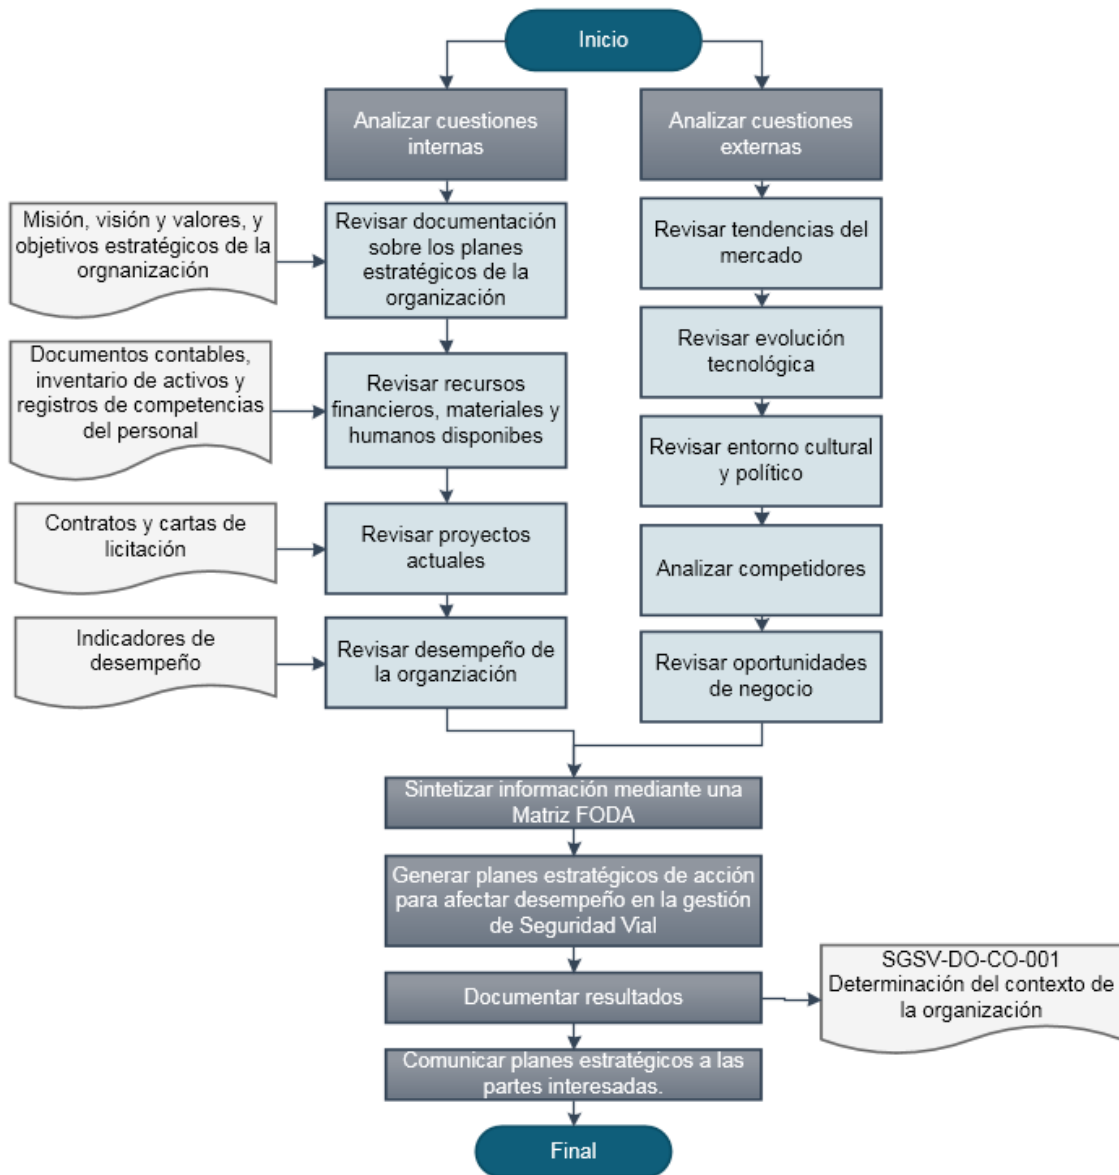 Inicio
Analizar cuestiones
internas
Analizar cuestiones
externas
Misión, visión y valores, y
objetivos estratégicos de la
orgnanización
Revisar documentación
sobre los planes
estratégicos de la
organización
Revisar tendencias del
mercado
Revisar evolución
tecnológica
Documentos contables,
inventario de activos y
registros de competencias
del personal
Revisar recursos
financieros, materiales y
humanos disponibes
Revisar entorno cultural
y político
Contratos y cartas de
licitación
Revisar proyectos
actuales
Analizar competidores
Indicadores de
desempeño
Revisar desempeño de
la organziación
Revisar oportunidades
de negocio
Sintetizar información mediante una
Matriz FODA
Generar planes estratégicos de acción
para afectar desempeño en la gestión
de Seguridad Vial
Documentar resultados
SGSV-DO-CO-001
Determinación del contexto de
la organización
Comunicar planes estratégicos a las
partes interesadas.
Final